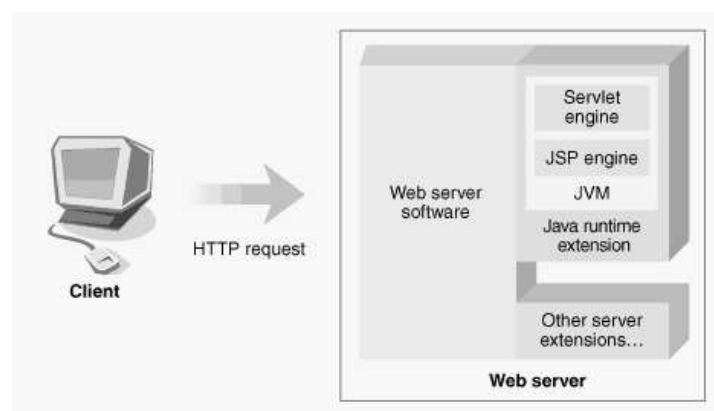 Client
HTTP request
Web server
software
Servlet
engine
JSP engine
JVM
Java runtime
extension
Other server
extensions...
Web server